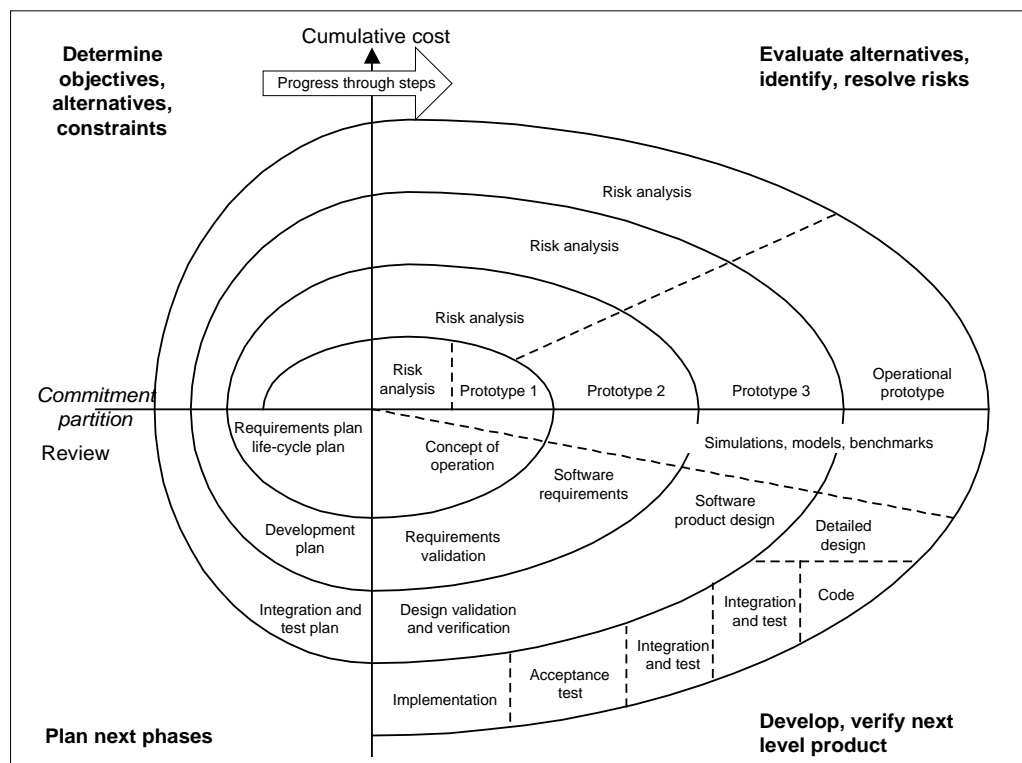 Cumulative cost
Determine
objectives,
alternatives,
constraints
Evaluate alternatives,
identify, resolve risks
Progress through steps
Risk analysis
Risk analysis
Risk analysis
Risk
analysis
Prototype 1
Prototype 2
Prototype 3
Operational
prototype
Commitment
partition
Review
Requirements plan
life-cycle plan
Concept of
operation
Simulations, models, benchmarks
Software
requirements
Software
product design
Development
plan
Requirements
validation
Detailed
design
Integration and
test plan
Design validation
and verification
Integration
and test
Code
Integration
and test
Acceptance
test
Implementation
Plan next phases
Develop, verify next
level product